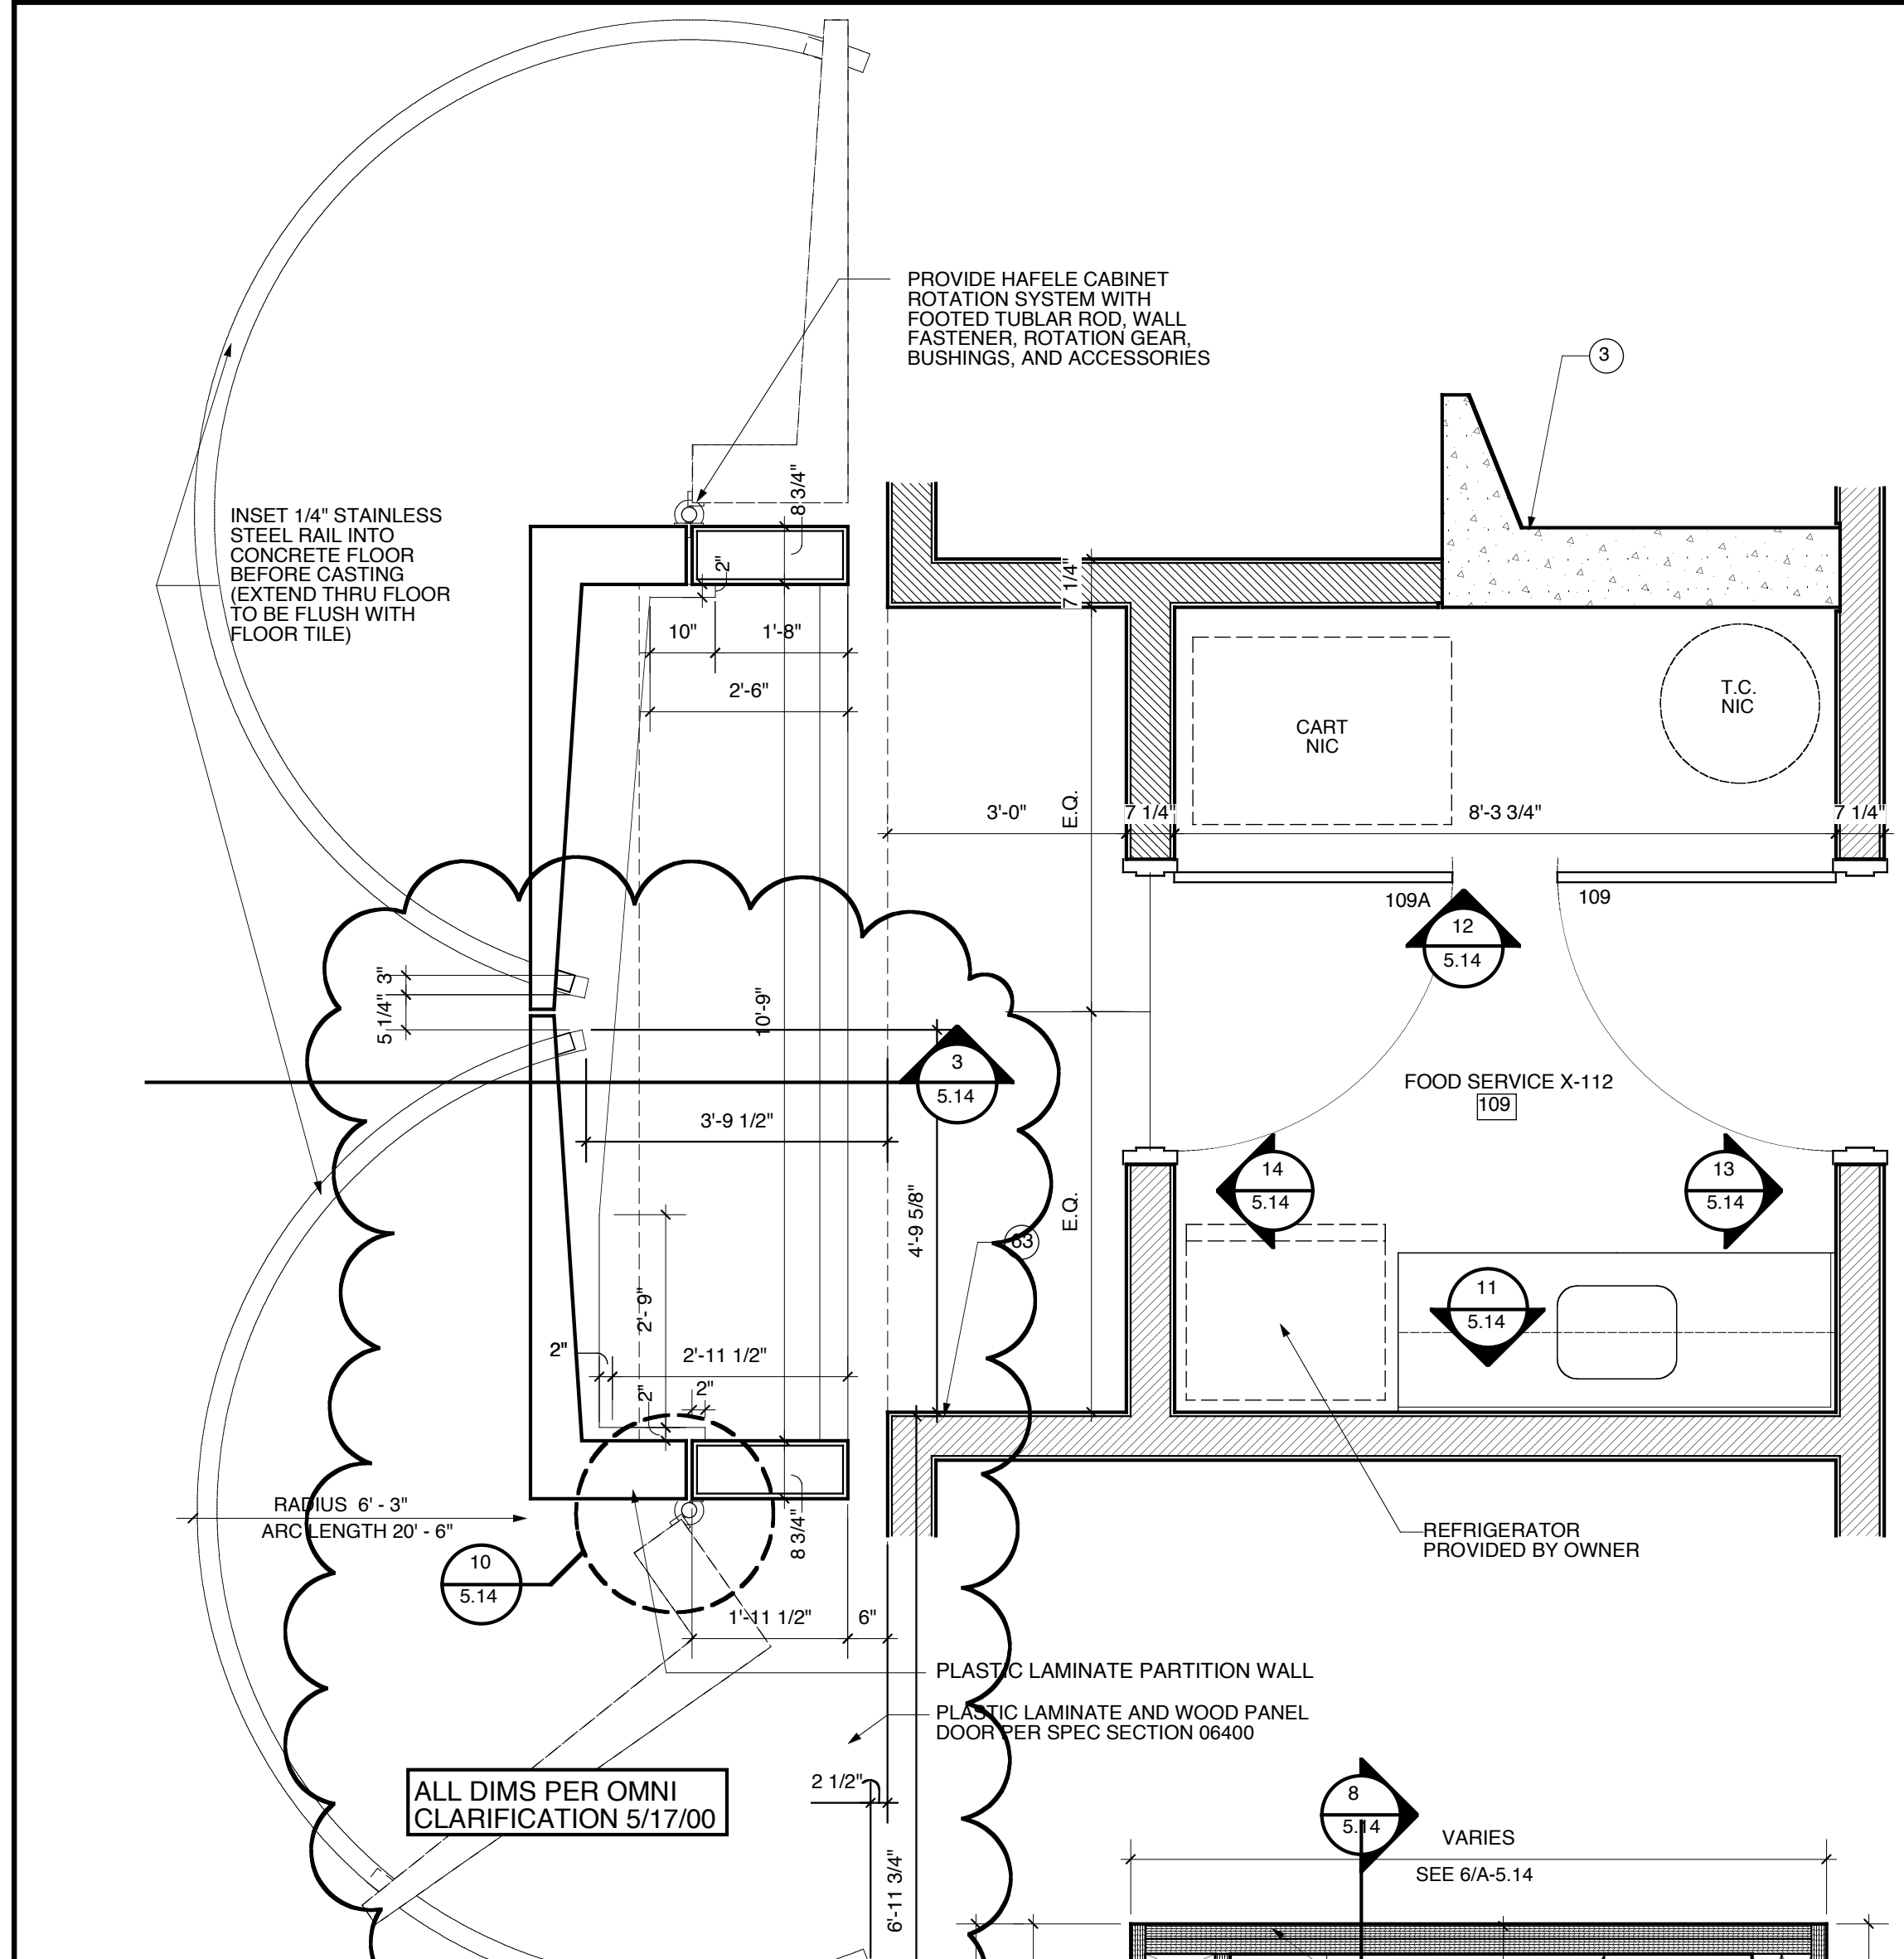 PROVIDE HAFELE CABINET
ROTATION SYSTEM WITH
FOOTED TUBLAR ROD, WALL
FASTENER, ROTATION GEAR,
BUSHINGS, AND ACCESSORIES
3
INSET 1/4" STAINLESS
STEEL RAIL INTO
CONCRETE FLOOR
BEFORE CASTING
(EXTEND THRU FLOOR
TO BE FLUSH WITH
FLOOR TILE)
8 3/4"
2"
7 1/4"
10"
1'-8"
2'-6"
CART
NIC
T.C.
NIC
3'-0"
E.Q.
7 1/4"
8'-3 3/4"
7 1/4"
109A
109
12
5.14
3"
5 1/4"
10'-9"
3
5.14
FOOD SERVICE X-112
109
3'-9 1/2"
14
5.14
13
5.14
4'-9 5/8"
63
E.Q.
11
5.14
2'- 9"
2"
2'-11 1/2"
2"
2"
RADIUS  6' - 3"
ARC LENGTH 20' - 6"
8 3/4"
10
5.14
REFRIGERATOR
PROVIDED BY OWNER
1'-11 1/2"
6"
PLASTIC LAMINATE PARTITION WALL
PLASTIC LAMINATE AND WOOD PANEL
DOOR PER SPEC SECTION 06400
ALL DIMS PER OMNI
CLARIFICATION 5/17/00
2 1/2"
8
5.14
VARIES
SEE 6/A-5.14
6'-11 3/4"